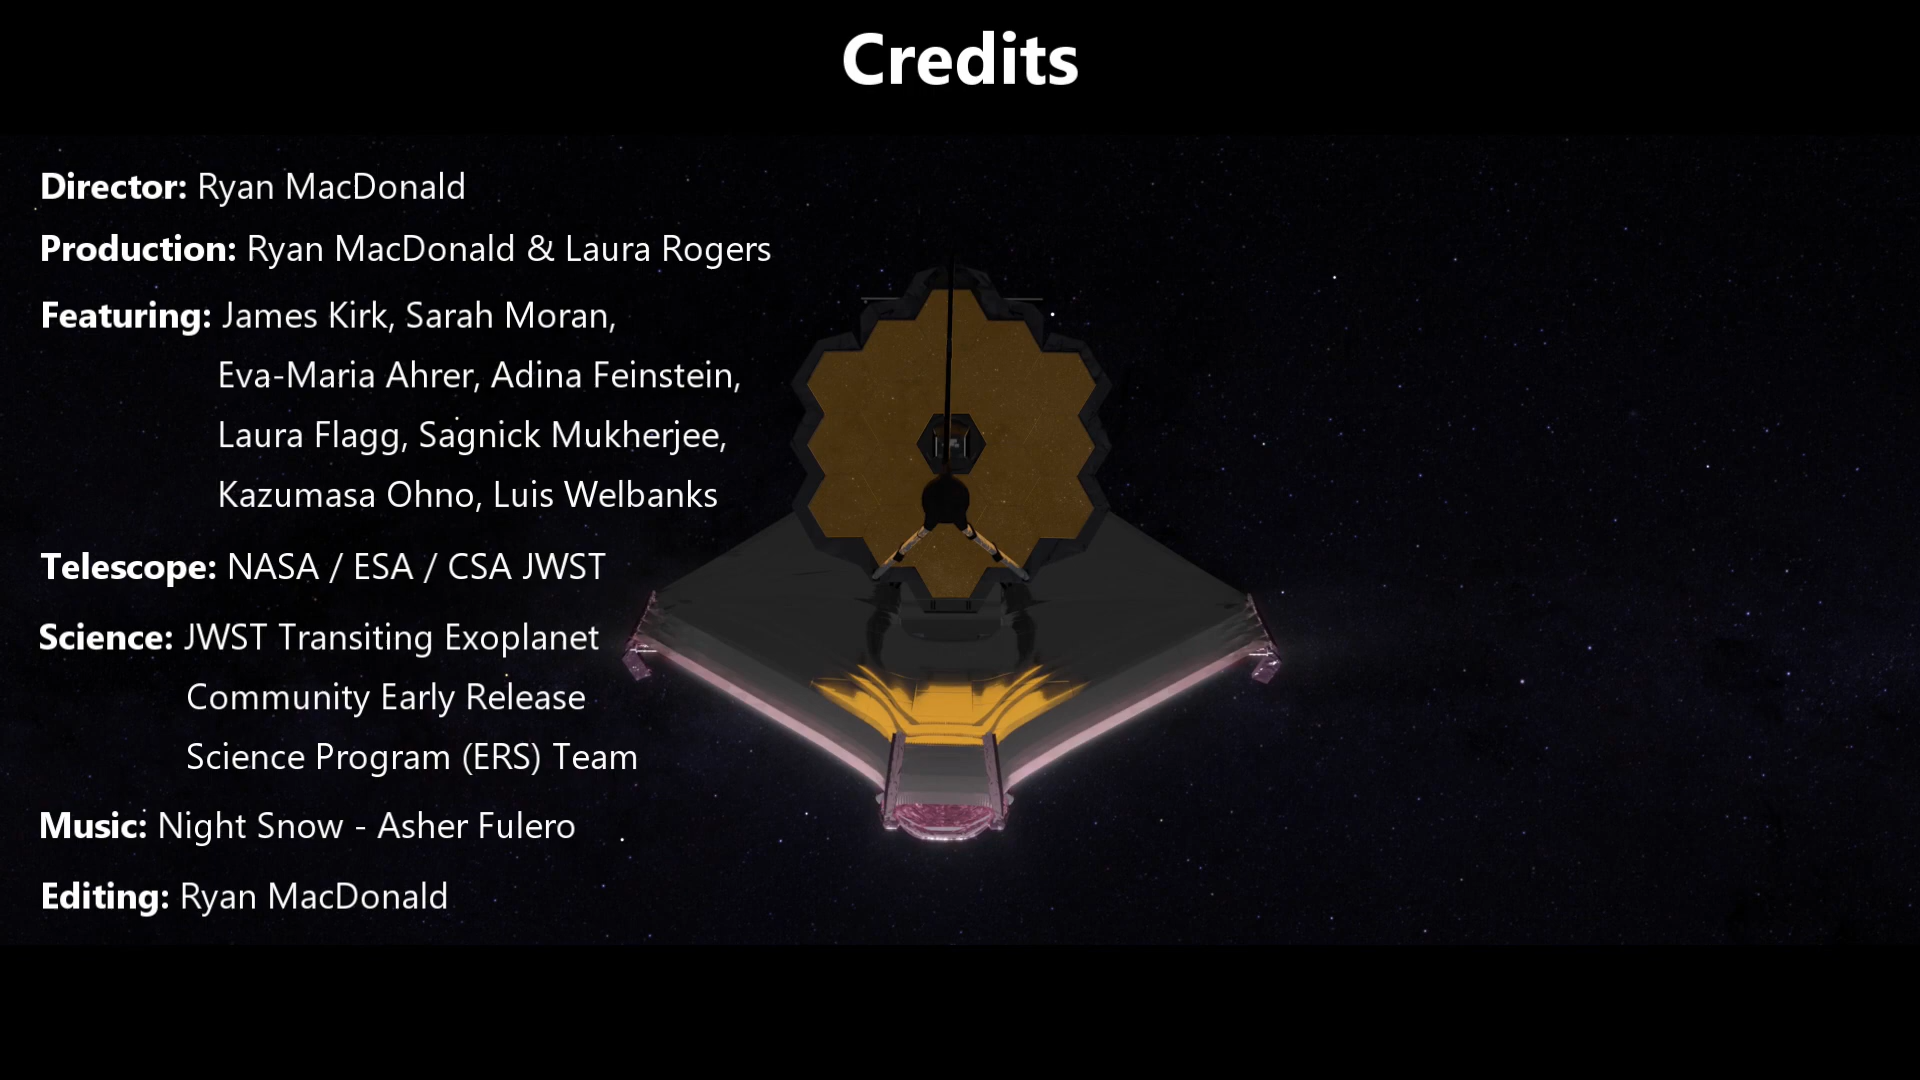 Credits
Director: Ryan MacDonald
Production: Ryan MacDonald & Laura Rogers
Featuring: James Kirk, Sarah Moran,
Eva-Maria Ahrer, Adina Feinstein,
Laura Flagg, Sagnick Mukherjee,
Kazumasa Ohno, Luis Welbanks
Telescope: NASA / ESA / CSA JWST
Science: JWST Transiting Exoplanet
Community Early Release
Science Program (ERS) Team
Music: Night Snow - Asher Fulero
Editing: Ryan MacDonald